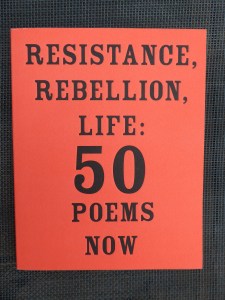 RESISTANCE,
REBELLION,
LIFE:
50
POEMS
NOW